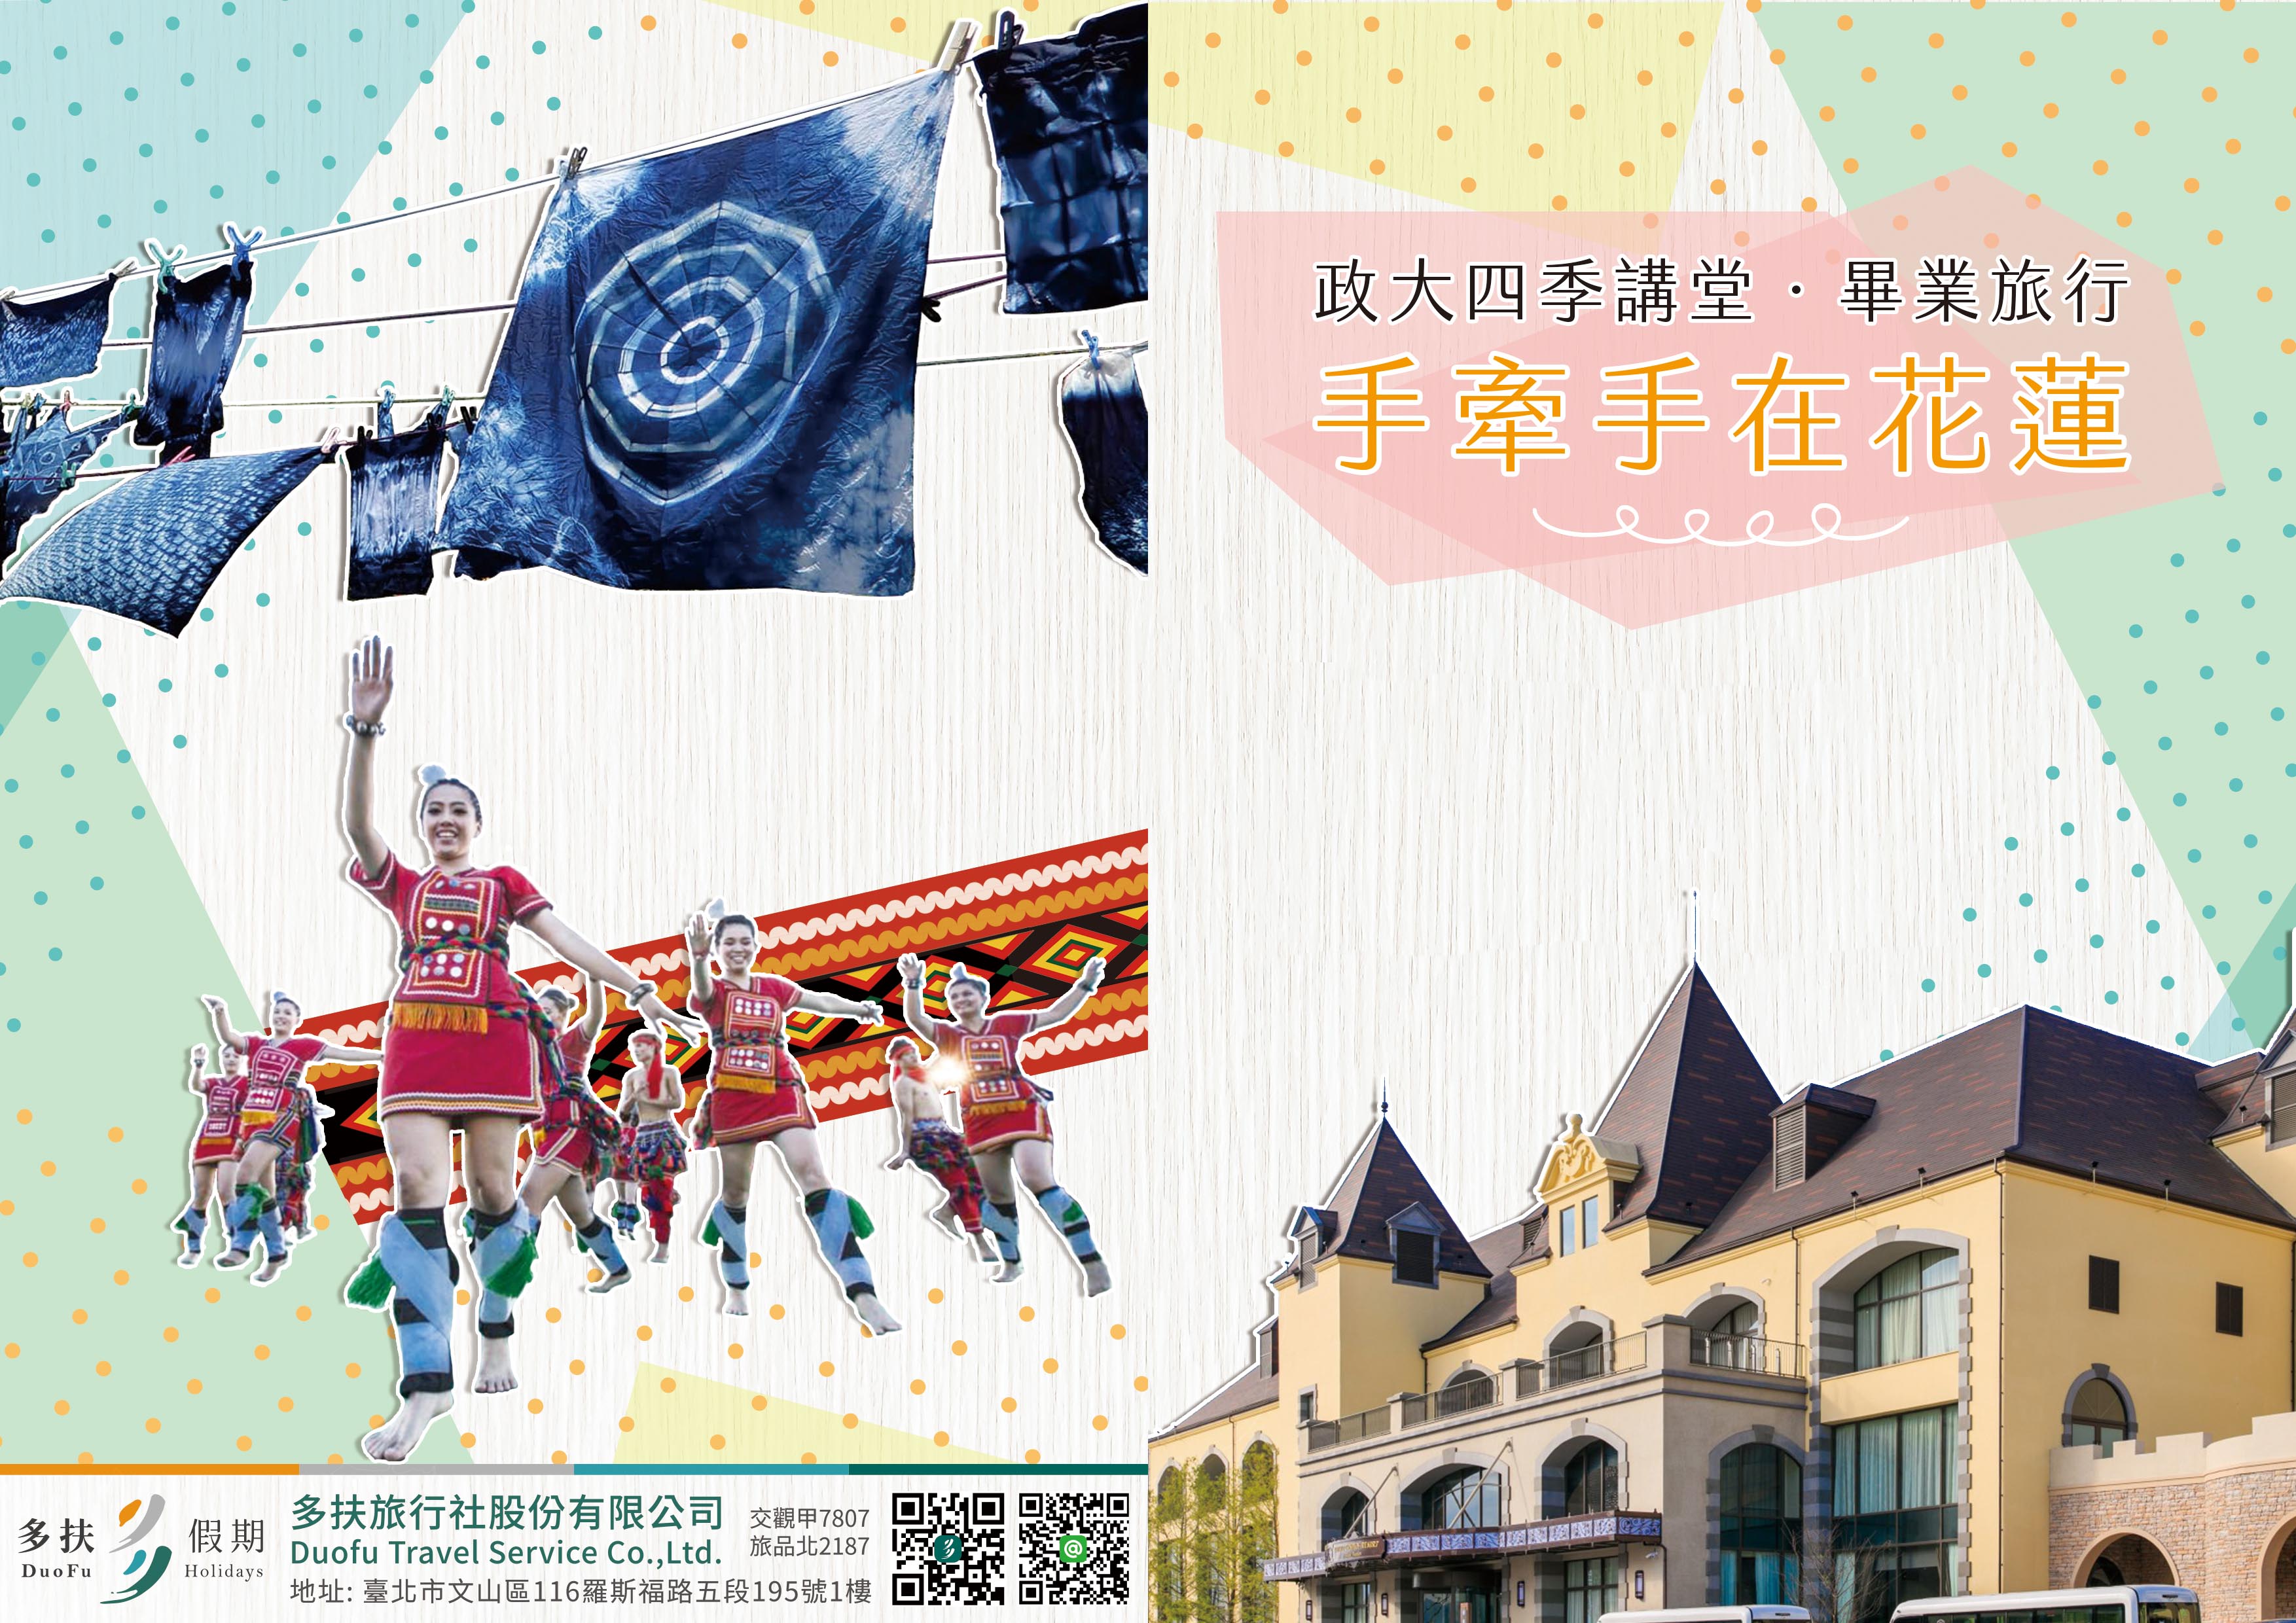 政大四季講堂・畢業旅行
手牽手在花蓮
多扶 假期
DuoFu Holidays
多扶旅行社股份有限公司
Duofu Travel Service Co.,Ltd.
交觀甲7807
旅品北2187
地址: 臺北市文山區116羅斯福路五段195號1樓